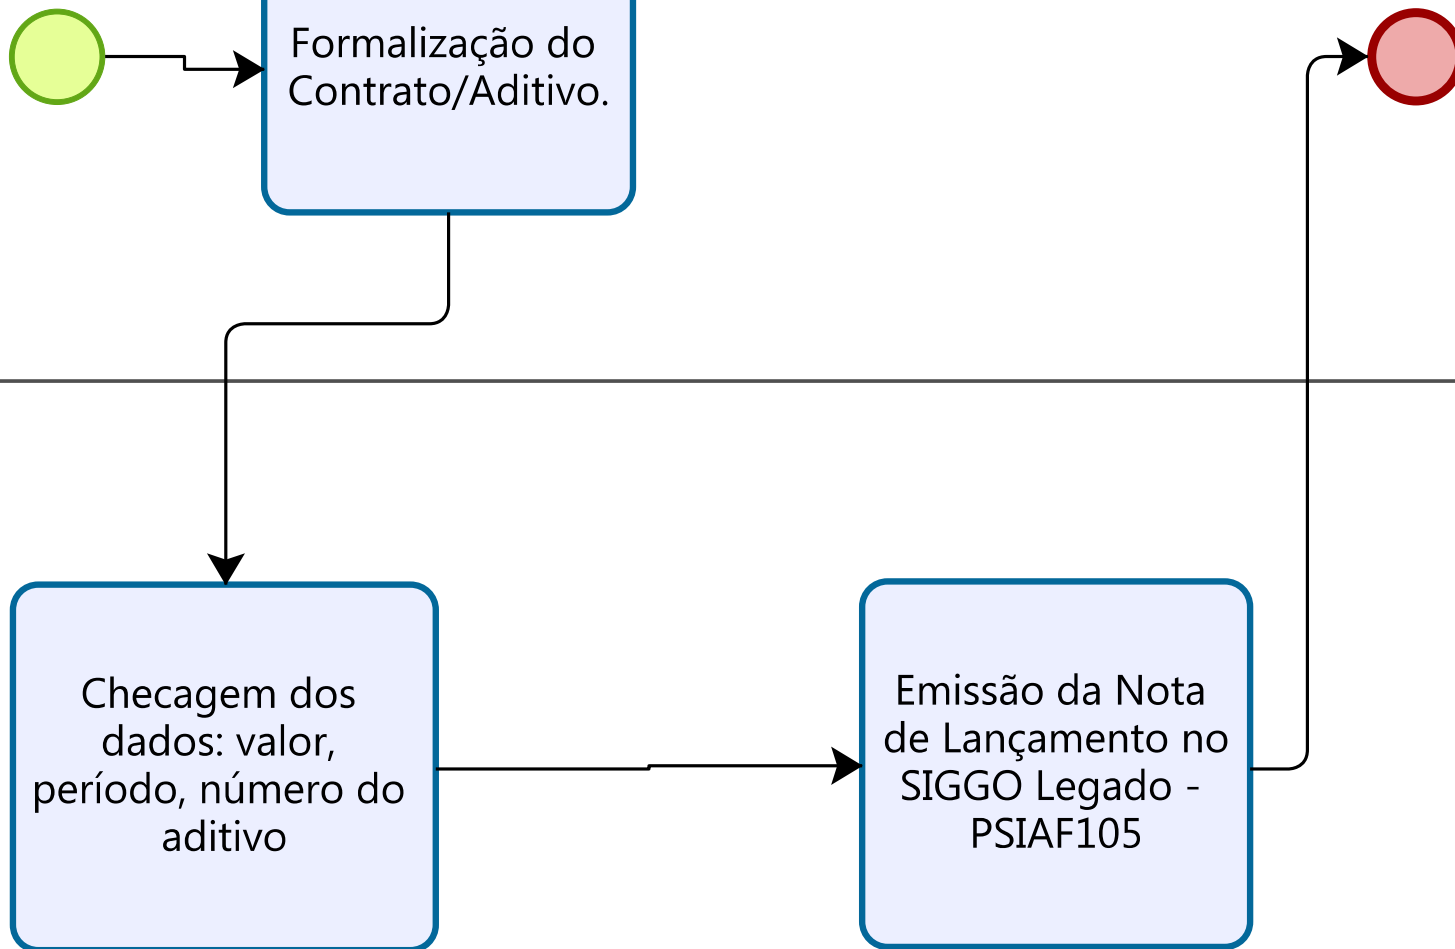 Formalização do
Contrato/Aditivo.
Checagem dos
dados: valor,
período, número do
aditivo
Emissão da Nota
de Lançamento no
SIGGO Legado -
PSIAF105